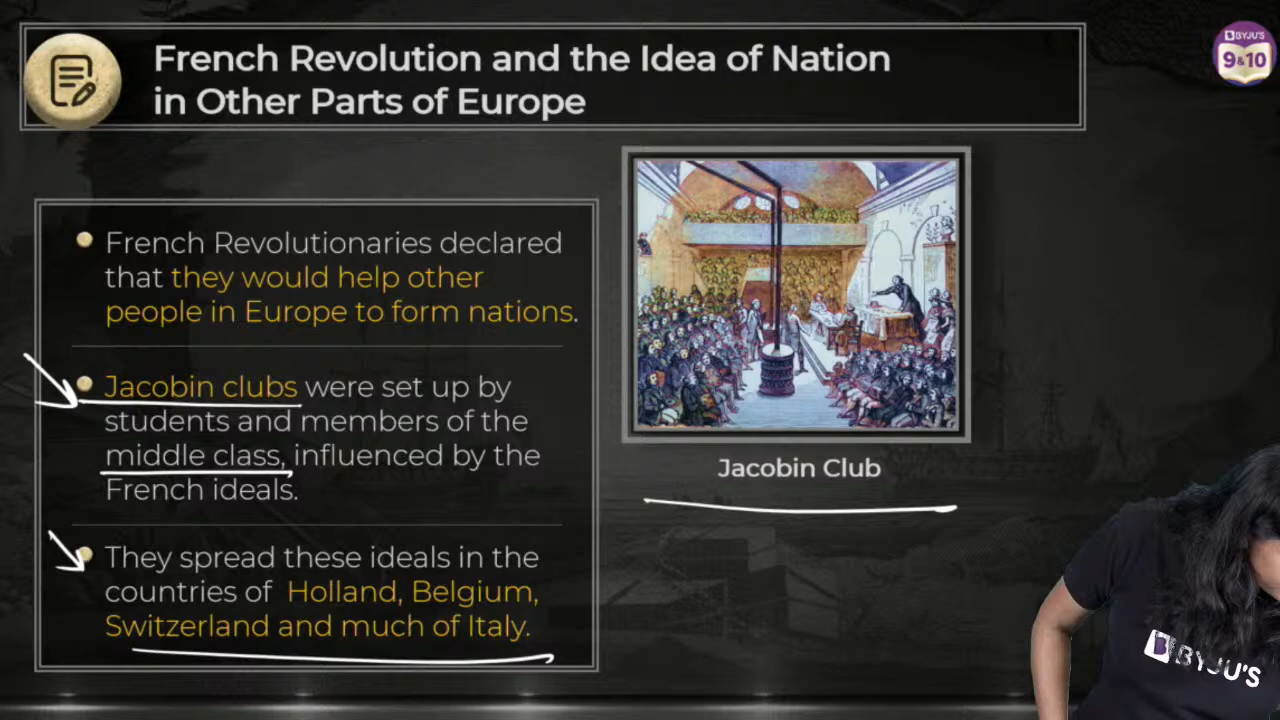 French Revolution and the Idea of Nation
in Other Parts of Europe
BYJU'S
9&10
French Revolutionaries declared
that they would help other
people in Europe to form nations.
Jacobin clubs were set up by
students and members of the
middle class, influenced by the
French ideals.
They spread these ideals in the
countries of Holland, Belgium,
Switzerland and much of Italy.
Jacobin Club
BYJU'S